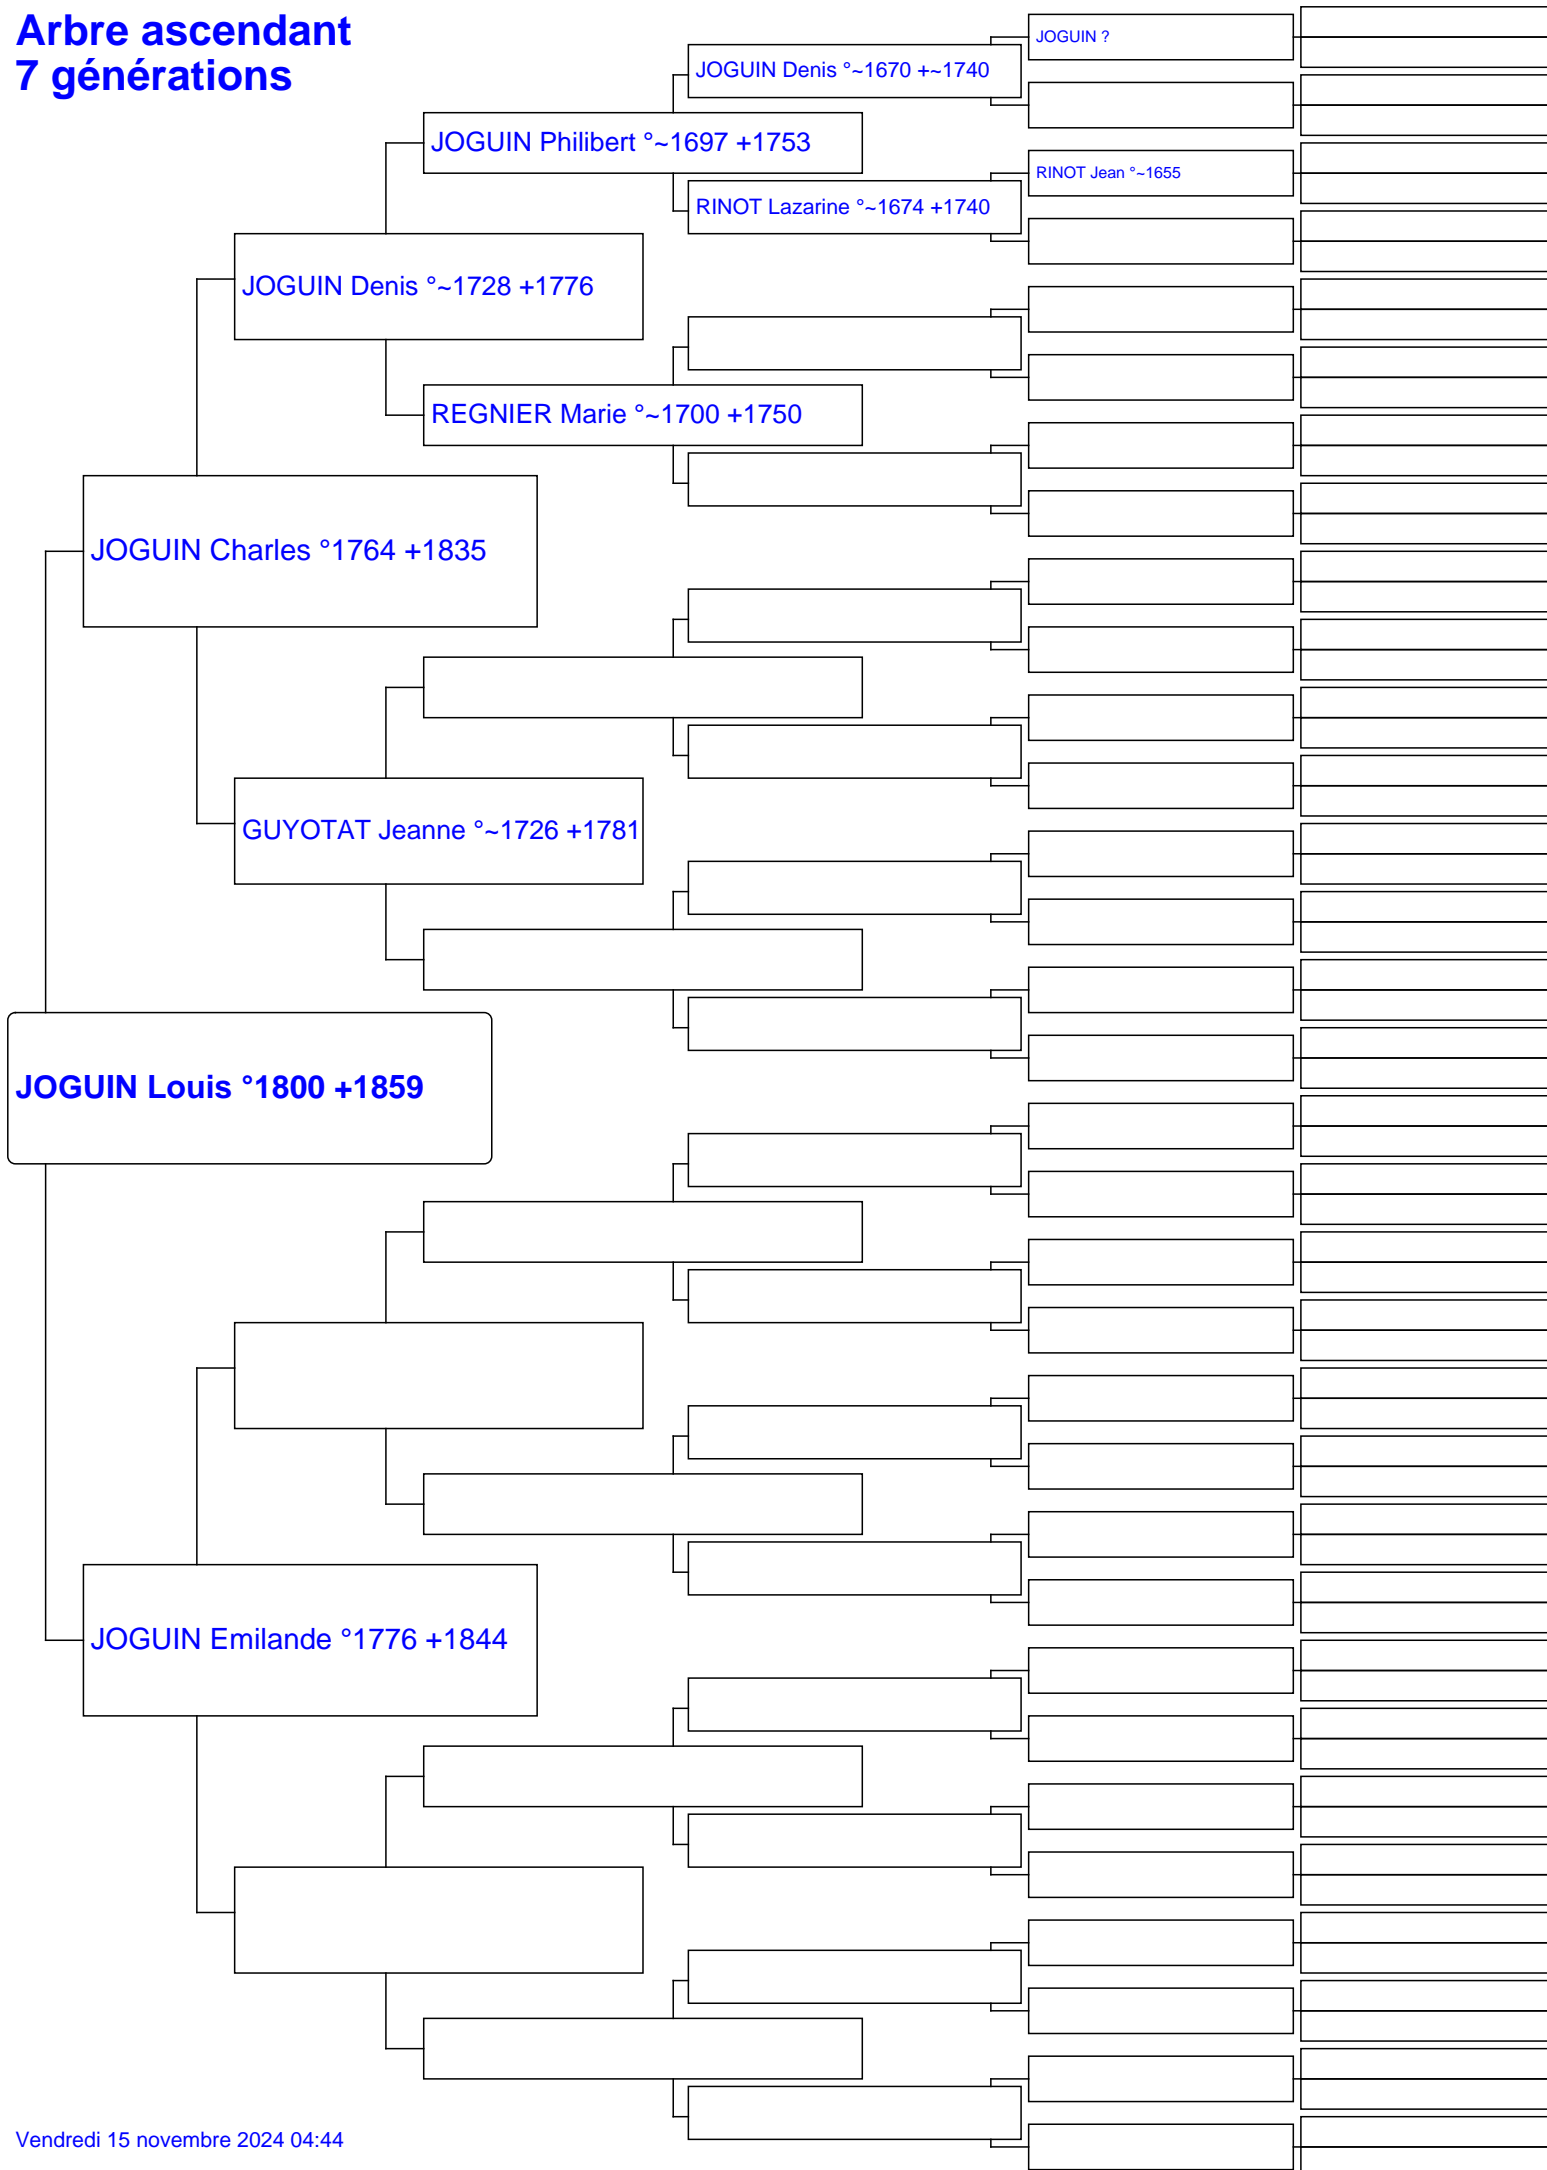 Arbre ascendant
7 générations
JOGUIN ?
JOGUIN Denis °~1670 +~1740
JOGUIN Philibert °~1697 +1753
RINOT Jean °~1655
RINOT Lazarine °~1674 +1740
JOGUIN Denis °~1728 +1776
REGNIER Marie °~1700 +1750
JOGUIN Charles °1764 +1835
GUYOTAT Jeanne °~1726 +1781
JOGUIN Louis °1800 +1859
JOGUIN Emilande °1776 +1844
Vendredi 15 novembre 2024 04:44